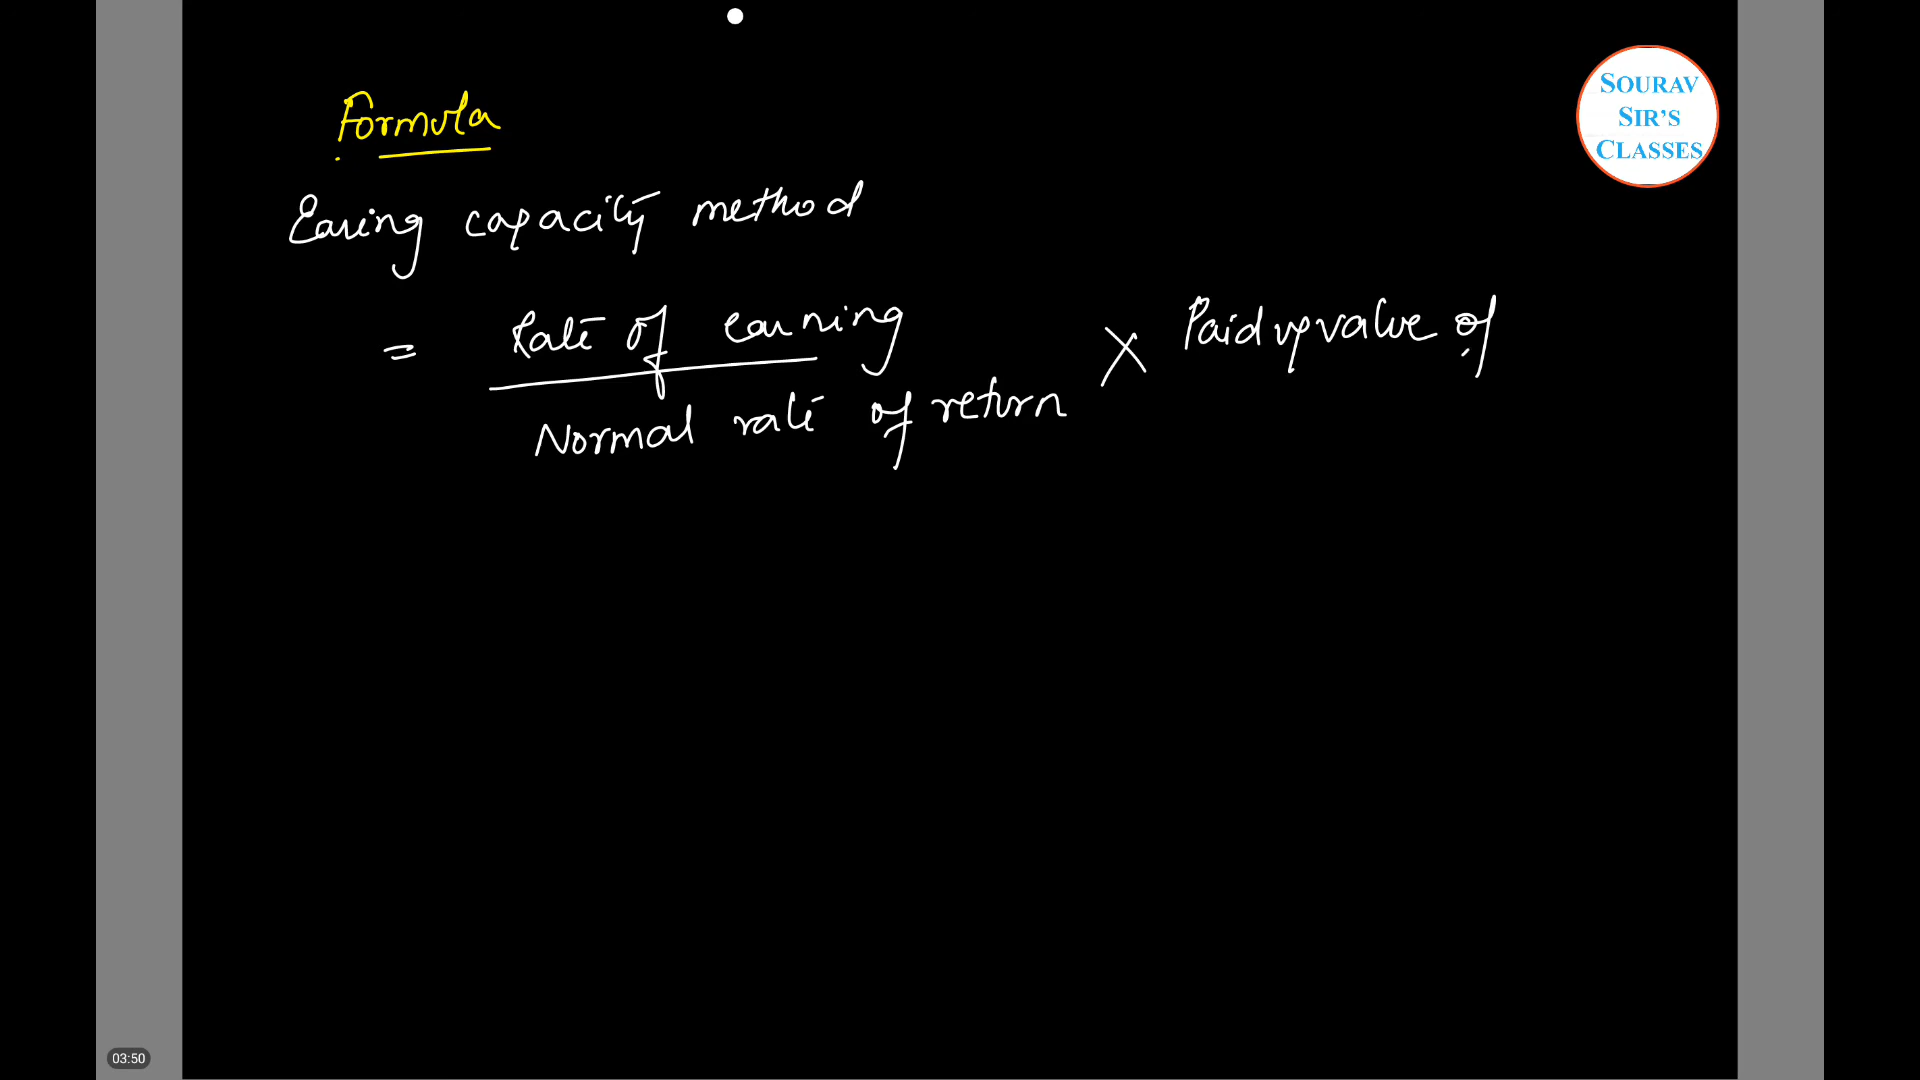 SOURAV
SIR'S
CLASSES
Formula
Earing capacity method
= Rate of earning × Paid up value of
Normal rate of return
03:50